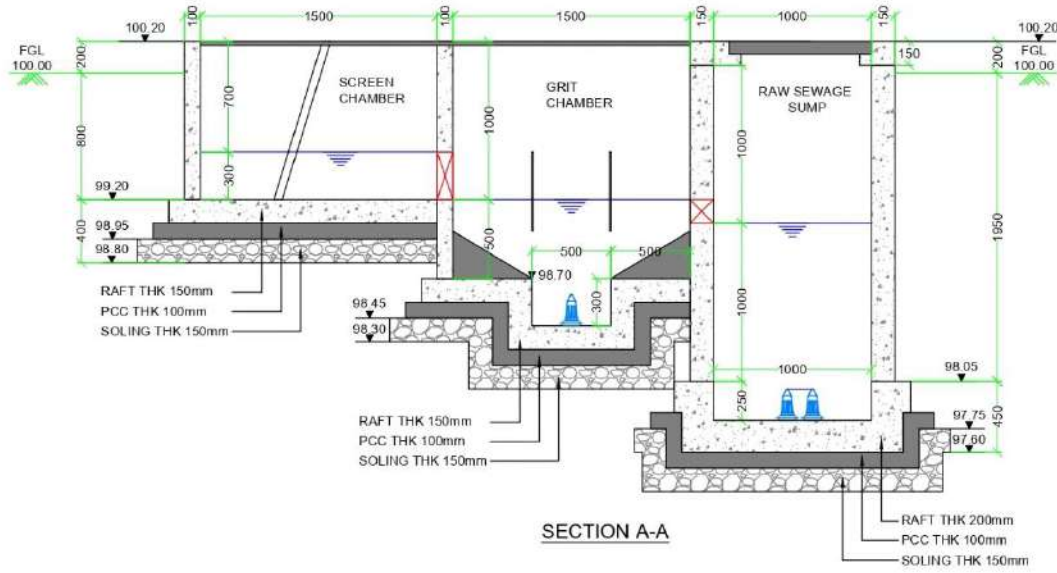 100 1500 100 1500 150 1000 150
100.20 100.20
FGL
100.00
200
150
200
FGL
100.00
SCREEN
CHAMBER
GRIT
CHAMBER
RAW SEWAGE
SUMP
700
1000
1000
800
300
99.20
400
98.95
98.80
500
500
500
98.70
300
1950
1000
RAFT THK 150mm
PCC THK 100mm
SOLING THK 150mm
98.45
98.30
1000
98.05
250
450
97.75
97.60
RAFT THK 150mm
PCC THK 100mm
SOLING THK 150mm
SECTION A-A
RAFT THK 200mm
PCC THK 100mm
SOLING THK 150mm